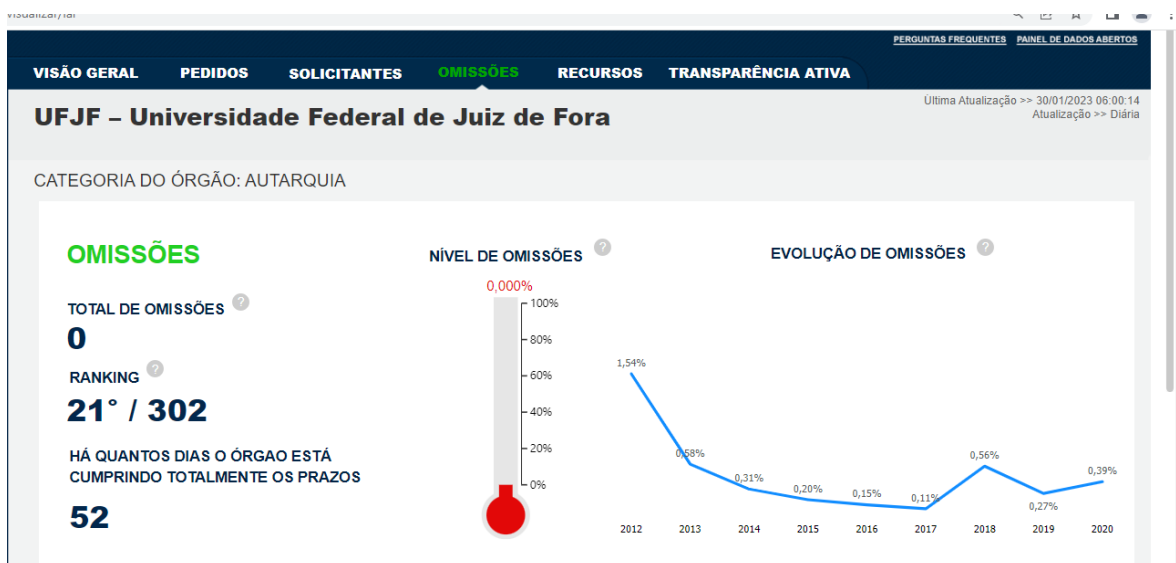 visualizar/lai
PERGUNTAS FREQUENTES PAINEL DE DADOS ABERTOS
VISÃO GERAL PEDIDOS SOLICITANTES OMISSÕES RECURSOS TRANSPARÊNCIA ATIVA
UFJF – Universidade Federal de Juiz de Fora
Última Atualização >> 30/01/2023 06:00:14
Atualização >> Diária
CATEGORIA DO ÓRGÃO: AUTARQUIA
OMISSÕES
TOTAL DE OMISSÕES ?
0
RANKING ?
21° / 302
HÁ QUANTOS DIAS O ÓRGAO ESTÁ
CUMPRINDO TOTALMENTE OS PRAZOS
52
NÍVEL DE OMISSÕES ?
0,000%
100%
80%
60%
40%
20%
0%
EVOLUÇÃO DE OMISSÕES ?
1,54%
0,58%
0,31%
0,20%
0,15%
0,11%
0,56%
0,27%
0,39%
2012 2013 2014 2015 2016 2017 2018 2019 2020